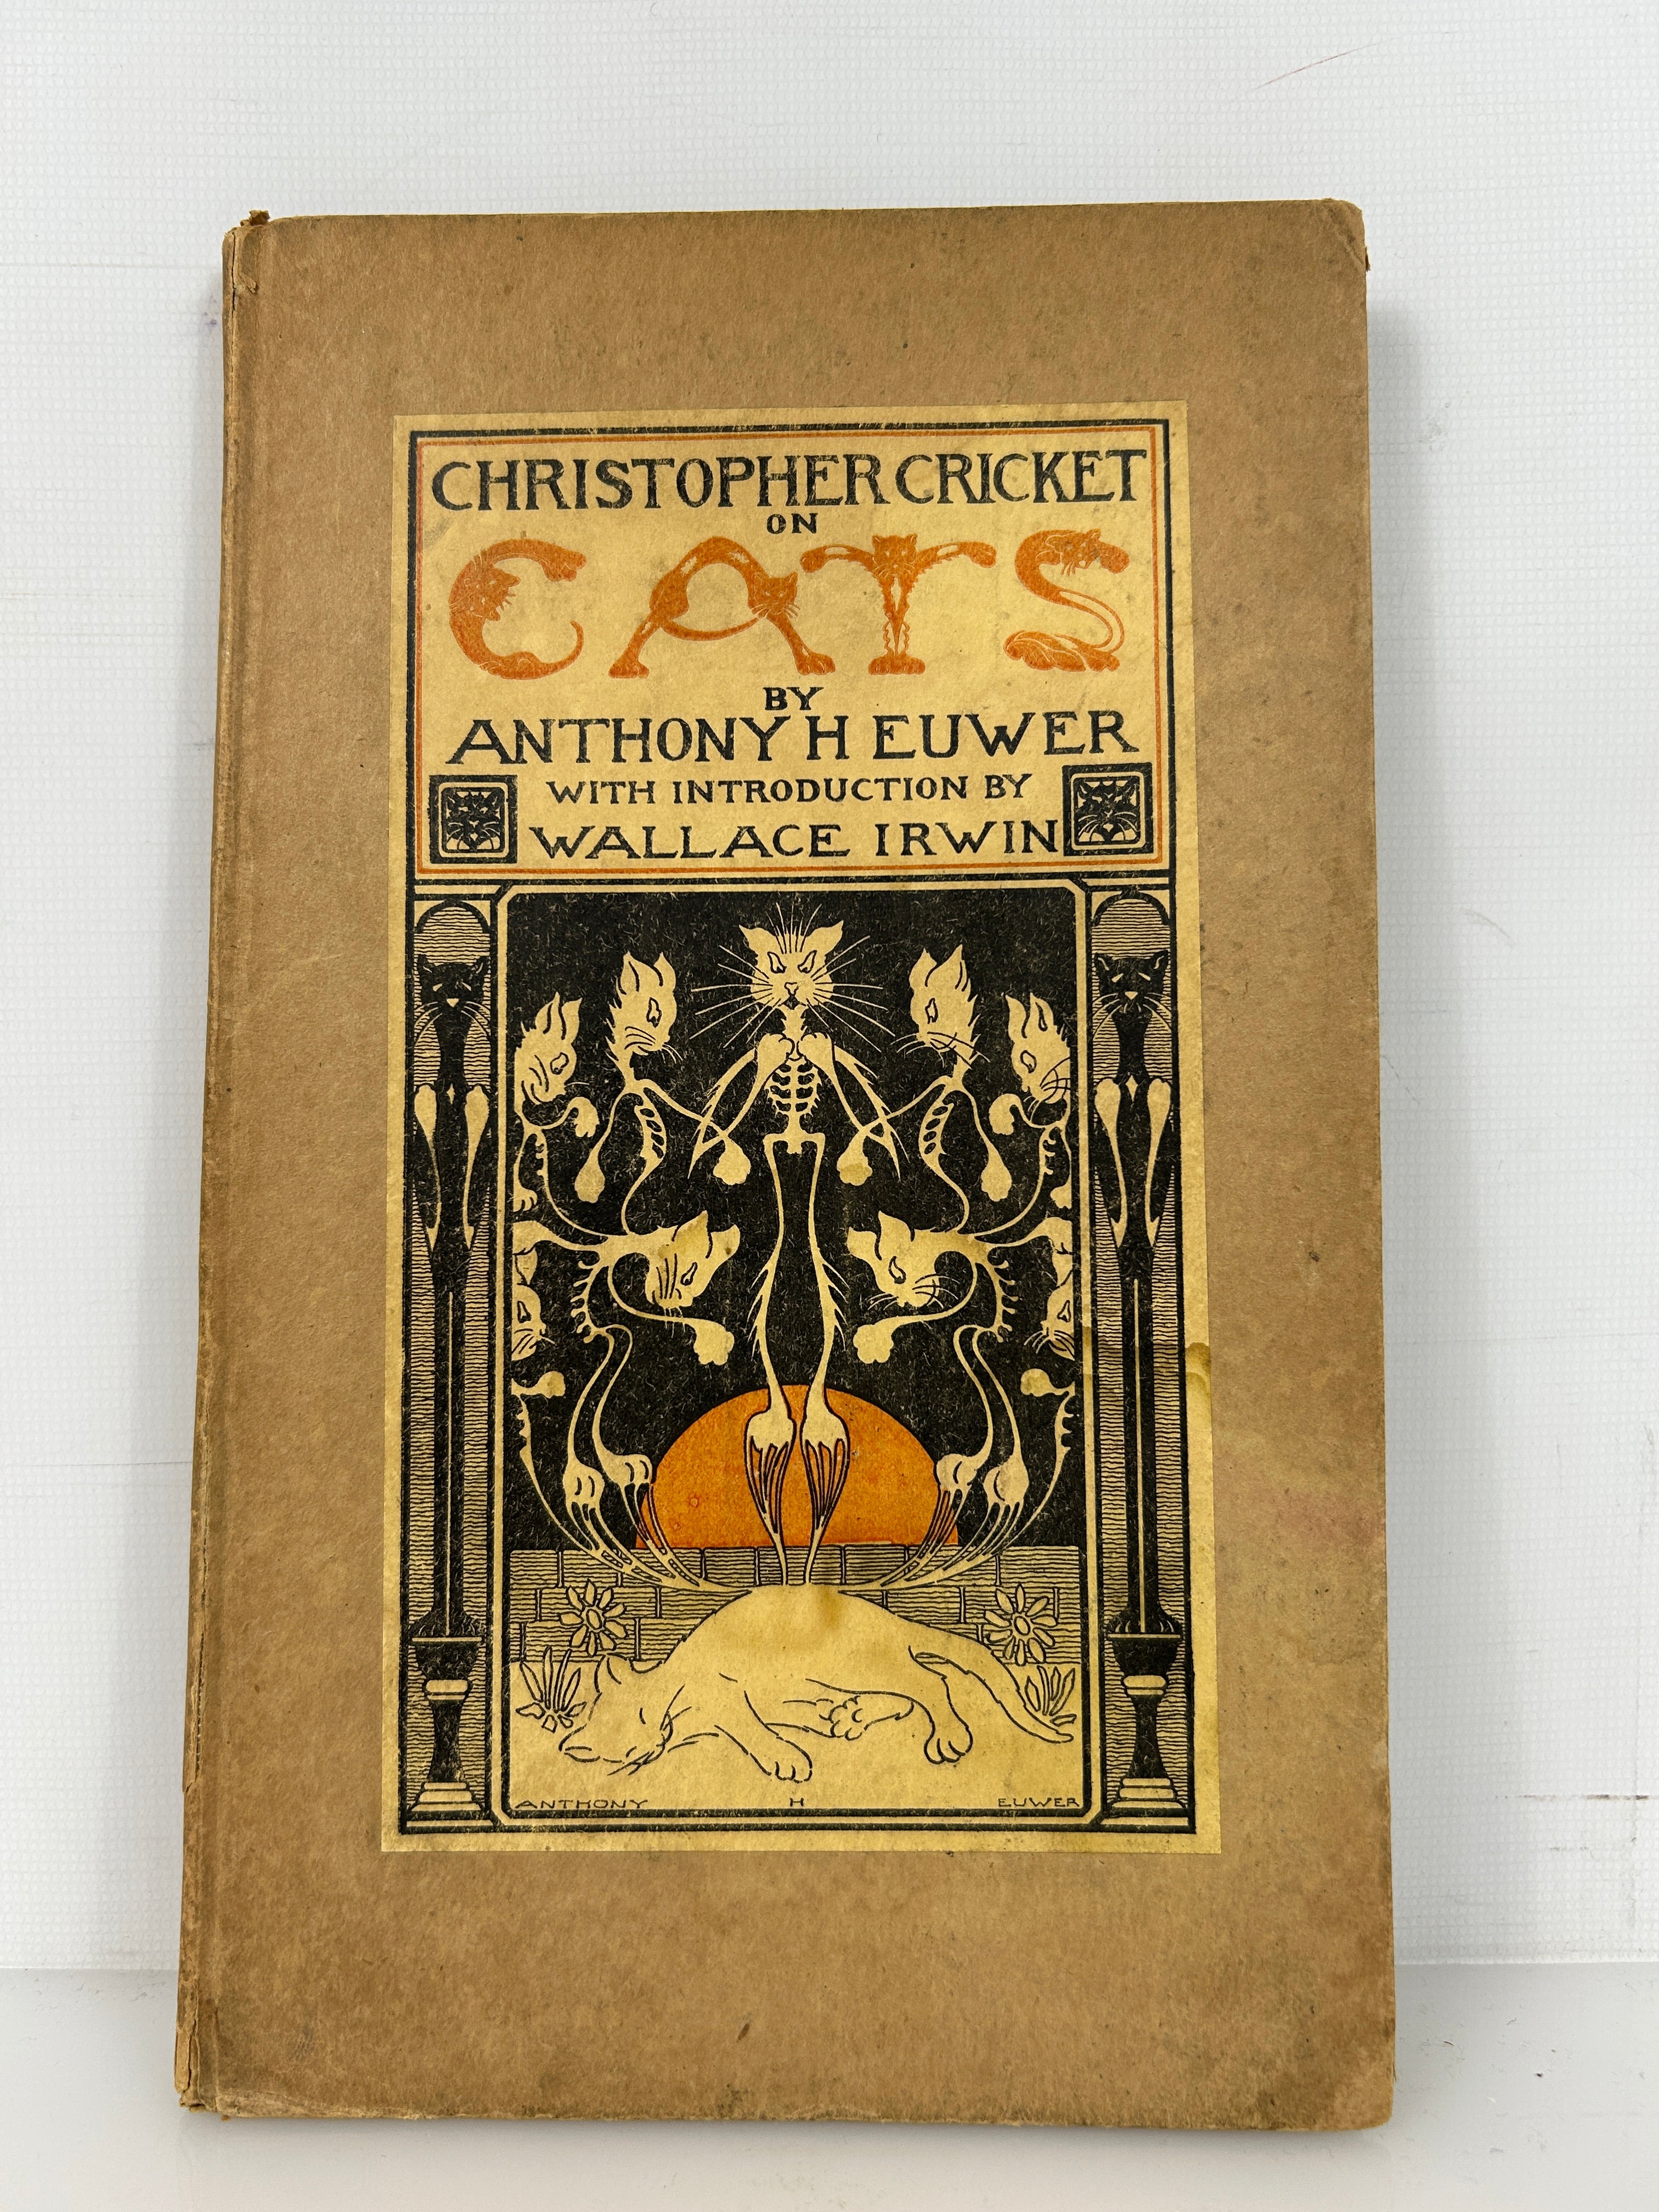 CHRISTOPHER CRICKET
ON
CATS
BY
ANTHONY H EUWER
WITH INTRODUCTION BY
WALLACE IRWIN
ANTHONY H EUWER